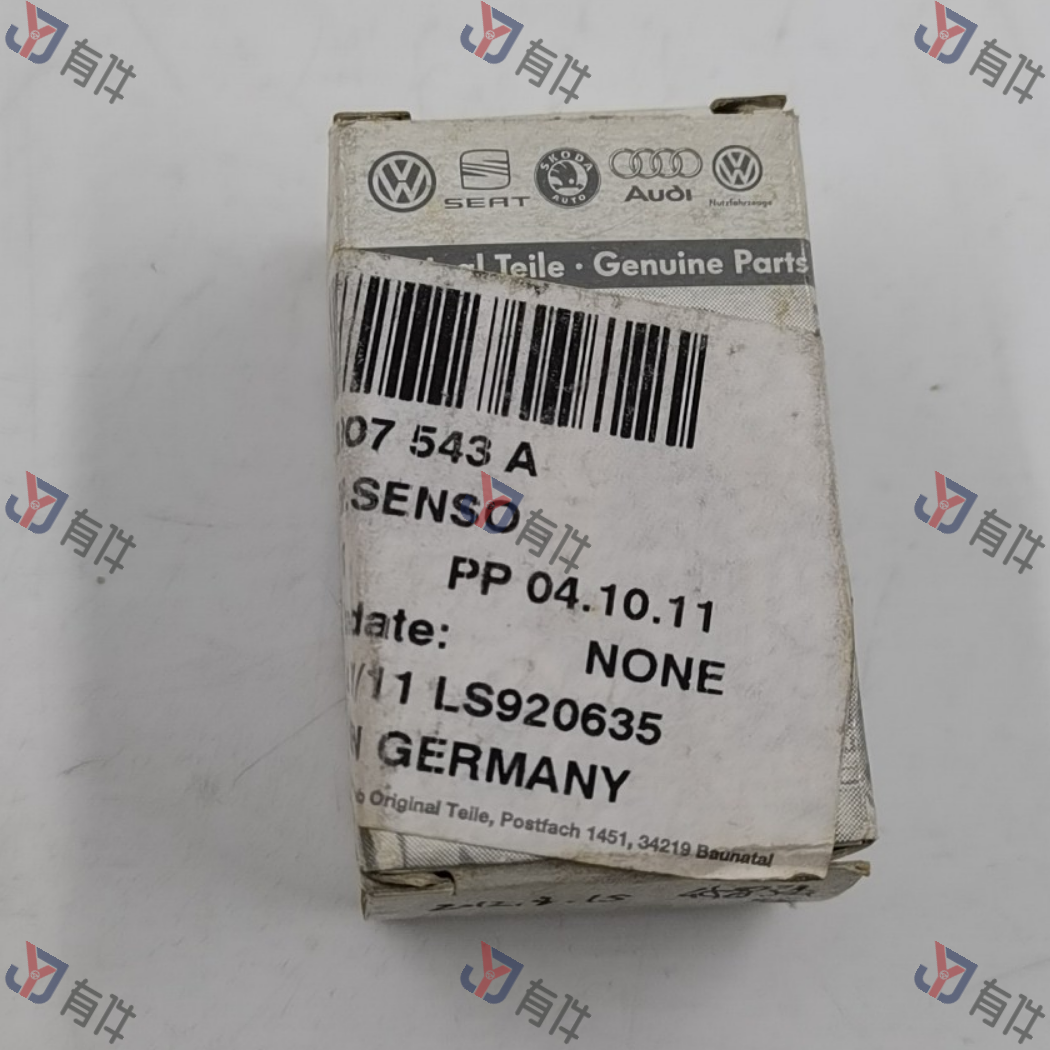 有件 有件 有件
SEAT SKODA AUTO Audi Nutzfahrzeuge
Teile · Genuine Parts
07 543 A
SENSO
PP 04.10.11
date:
NONE
/11 LS920635
GERMANY
Original Teile, Postfach 1451, 34219 Baunatal
有件 有件 有件
有件 有件 有件